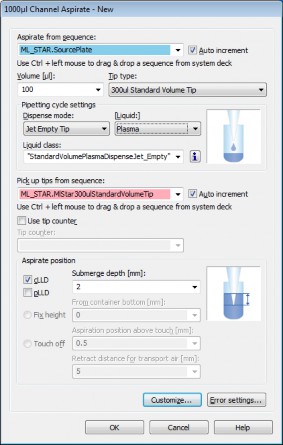 1000µl Channel Aspirate - New
Aspirate from sequence:
ML_STAR.SourcePlate
Auto increment
Use Ctrl + left mouse to drag & drop a sequence from system deck
Volume [µl]: Tip type:
100 300ul Standard Volume Tip
Pipetting cycle settings
Dispense mode: [Liquid:]
Jet Empty Tip Plasma
Liquid class:
"StandardVolumePlasmaDispenseJet_Empty"
Pick up tips from sequence:
ML_STAR.MStar300ulStandardVolumeTip
Auto increment
Use Ctrl + left mouse to drag & drop a sequence from system deck
Use tip counter
Tip counter:
Aspirate position
cLLD
pLLD
Submerge depth [mm]:
2
From container bottom [mm]:
Fix height 0
Aspiration position above touch [mm]:
Touch off 0.5
Retract distance for transport air [mm]:
5
Customize... Error settings...
OK Cancel Help